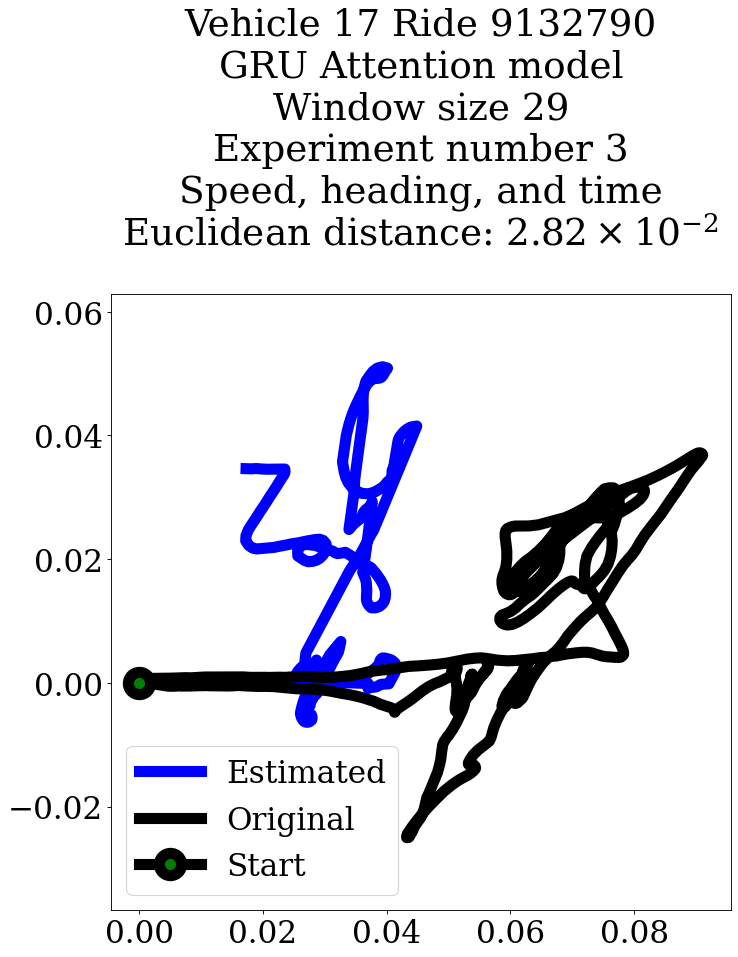 Vehicle 17 Ride 9132790
GRU Attention model
Window size 29
Experiment number 3
Speed, heading, and time
Euclidean distance: 2.82 × 10⁻²
0.06
0.04
0.02
0.00
−0.02
Estimated
Original
Start
0.00 0.02 0.04 0.06 0.08